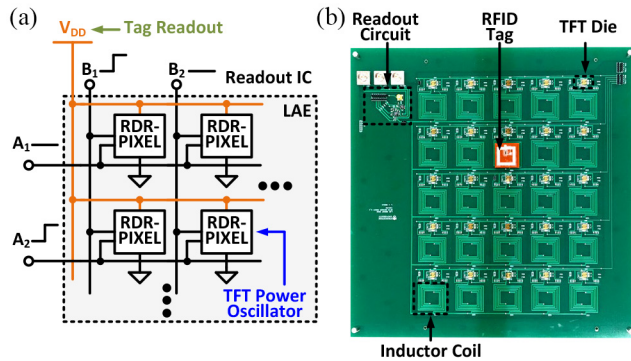 (a)
V_DD
Tag Readout
B₁
B₂
Readout IC
LAE
RDR-
PIXEL
RDR-
PIXEL
A₁
RDR-
PIXEL
RDR-
PIXEL
A₂
TFT Power
Oscillator
(b)
Readout
Circuit
RFID
Tag
TFT Die
Inductor Coil